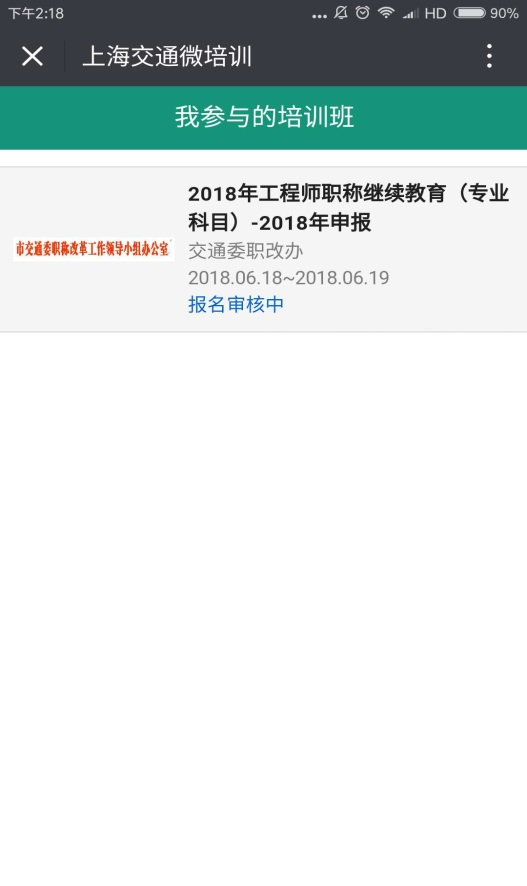 下午2:18
... HD 90%
上海交通微培训
我参与的培训班
2018年工程师职称继续教育（专业
科目）-2018年申报
市交通委职称改革工作领导小组办公室
交通委职改办
2018.06.18~2018.06.19
报名审核中